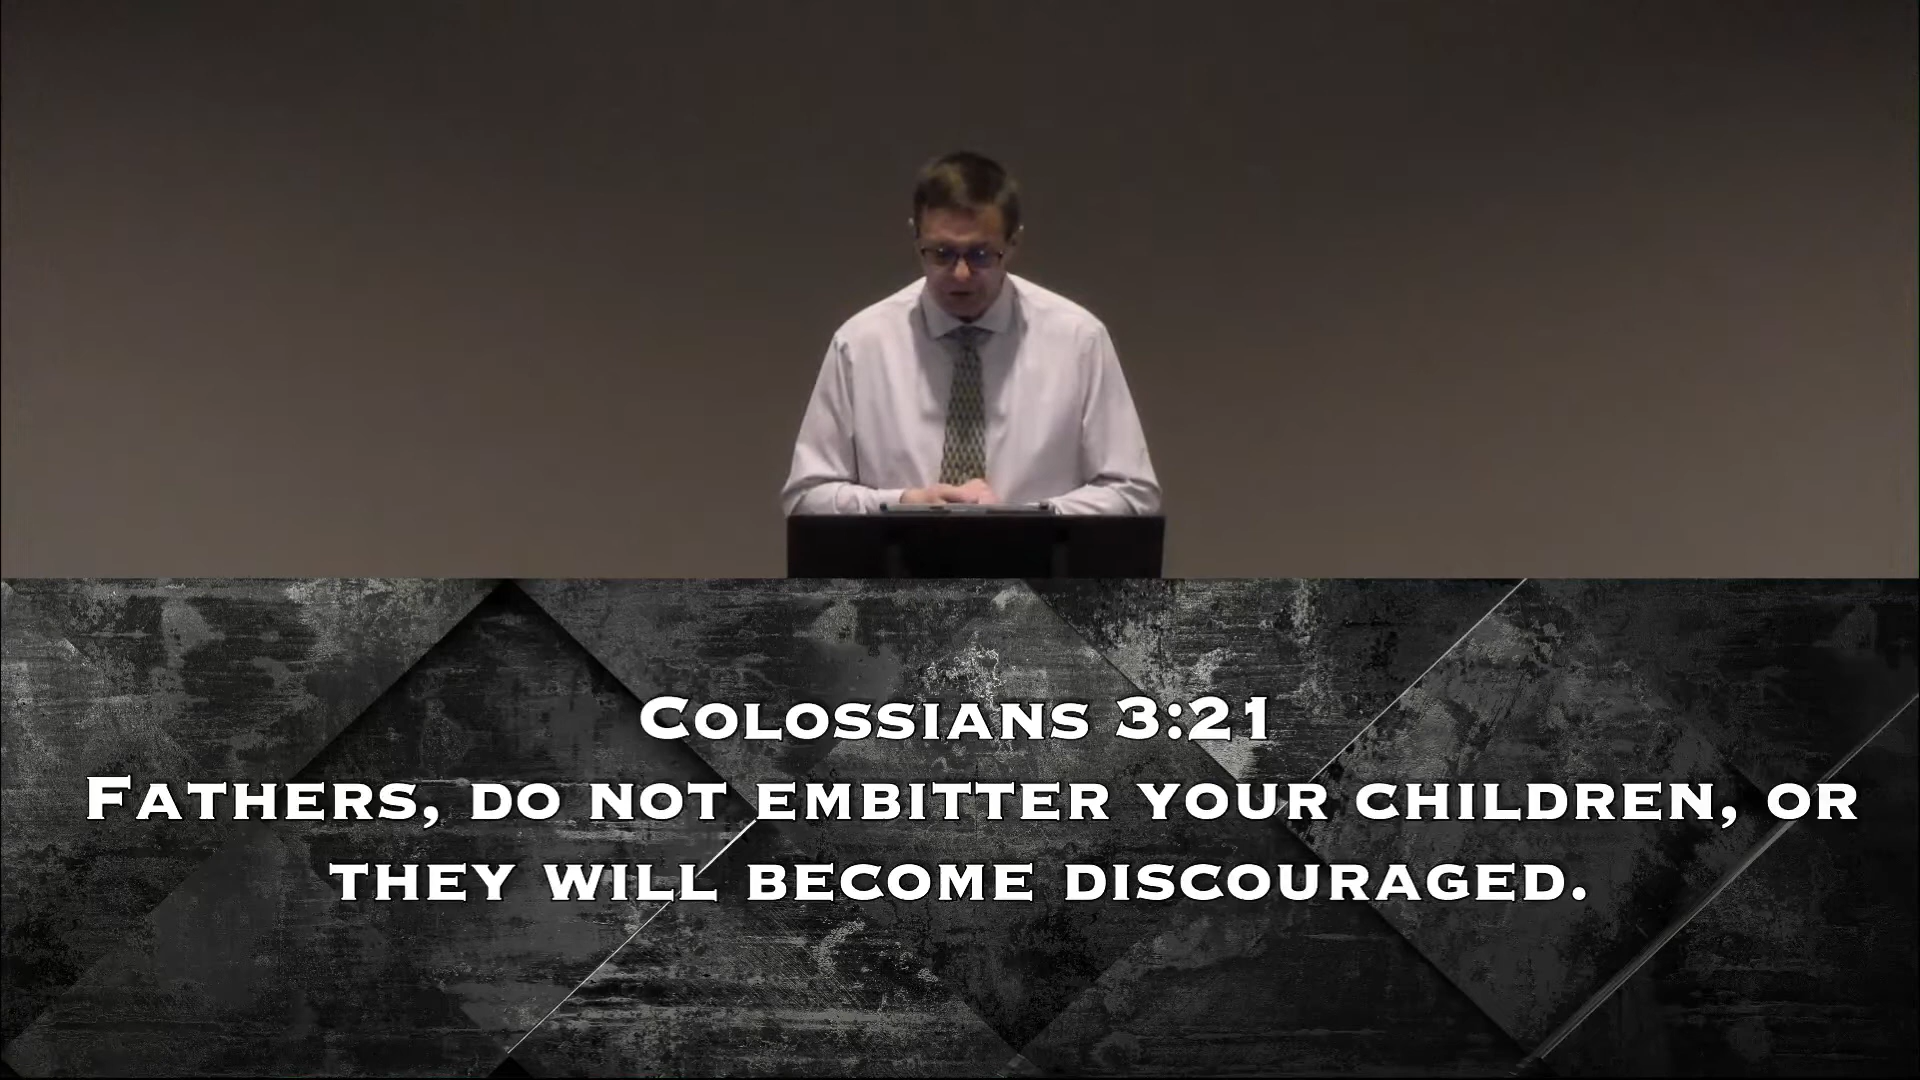 Colossians 3:21
Fathers, do not embitter your children, or
they will become discouraged.